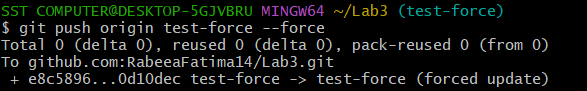 SST COMPUTER@DESKTOP-5GJVBRU MINGW64 ~/Lab3 (test-force)
$ git push origin test-force --force
Total 0 (delta 0), reused 0 (delta 0), pack-reused 0 (from 0)
To github.com:RabeeaFatima14/Lab3.git
 + e8c5896...0d10dec test-force -> test-force (forced update)